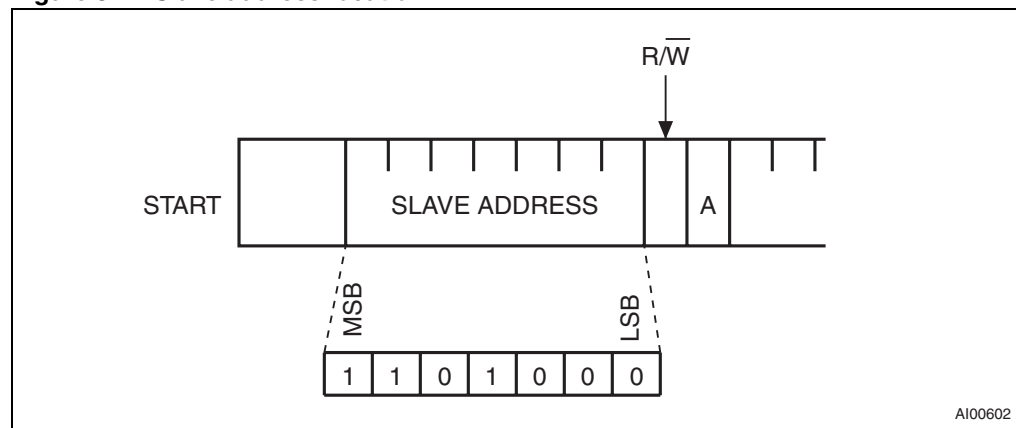 R/W
START
SLAVE ADDRESS
A
MSB
LSB
1 1 0 1 0 0 0
AI00602